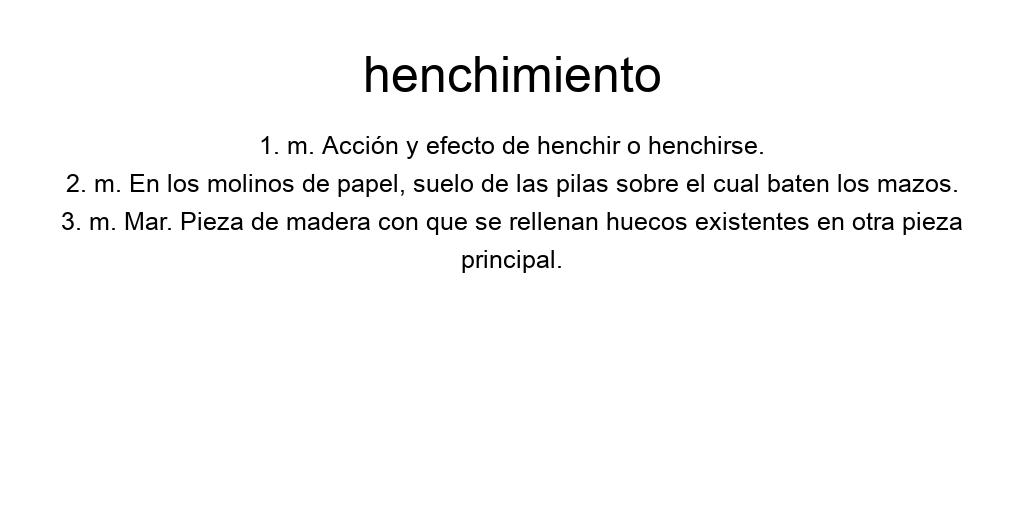 henchimiento
1. m. Acción y efecto de henchir o henchirse.
2. m. En los molinos de papel, suelo de las pilas sobre el cual baten los mazos.
3. m. Mar. Pieza de madera con que se rellenan huecos existentes en otra pieza
principal.